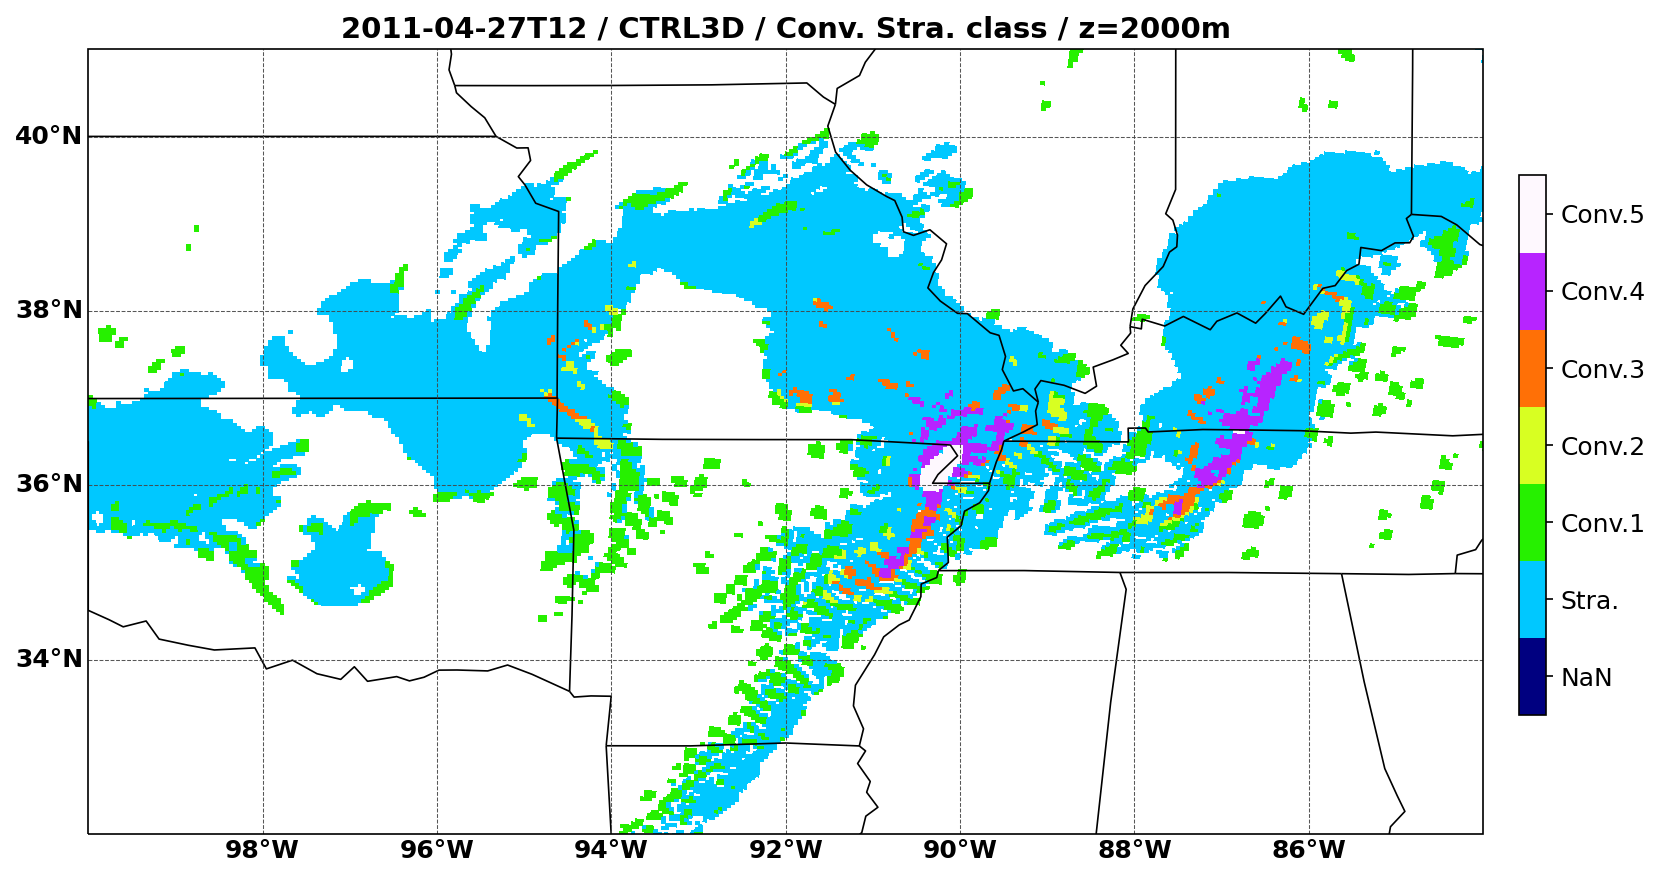 2011-04-27T12 / CTRL3D / Conv. Stra. class / z=2000m
40°N
38°N
36°N
34°N
98°W 96°W 94°W 92°W 90°W 88°W 86°W
Conv.5
Conv.4
Conv.3
Conv.2
Conv.1
Stra.
NaN